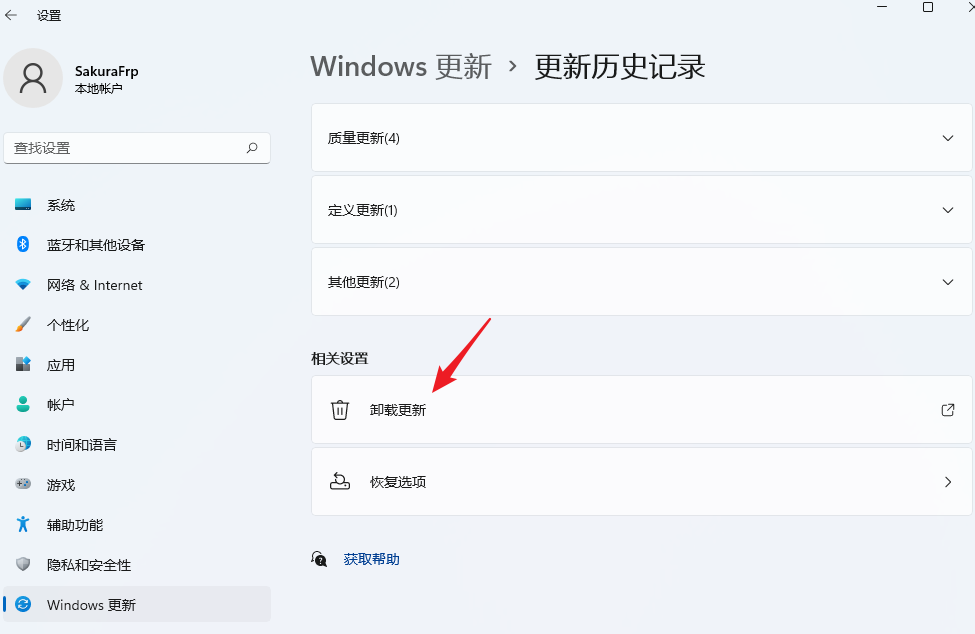 设置
SakuraFrp
本地帐户
查找设置
系统
蓝牙和其他设备
网络 & Internet
个性化
应用
帐户
时间和语言
游戏
辅助功能
隐私和安全性
Windows 更新
Windows 更新 › 更新历史记录
质量更新(4)
定义更新(1)
其他更新(2)
相关设置
卸载更新
恢复选项
获取帮助